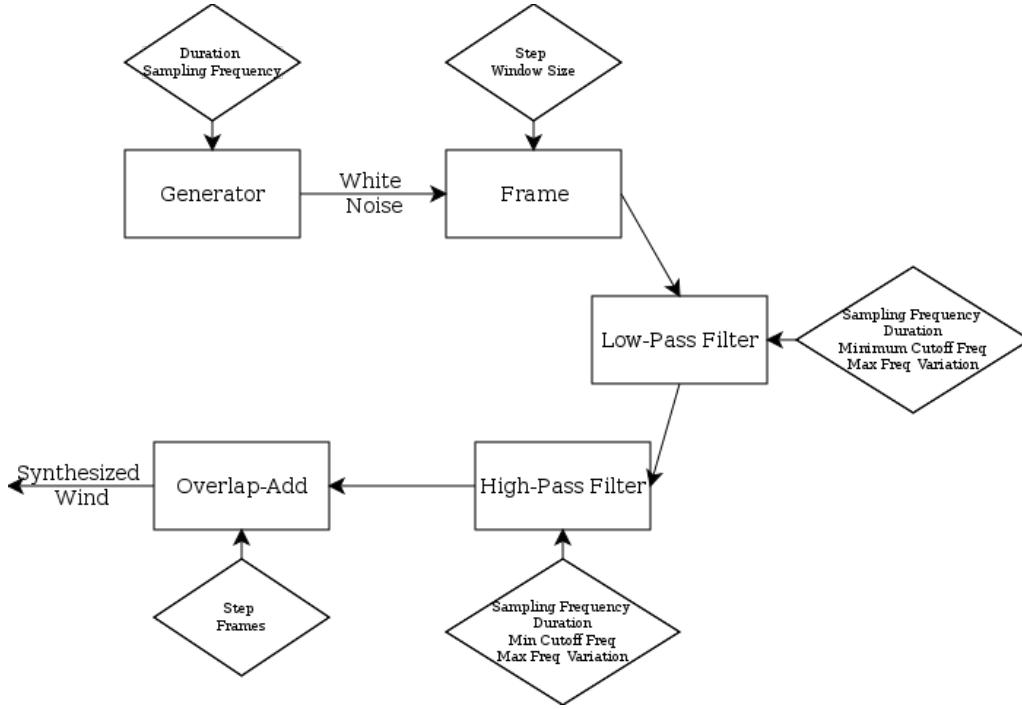 Duration
Sampling Frequency
Step
Window Size
Generator
White
Noise
Frame
Low-Pass Filter
Sampling Frequency
Duration
Minimum Cutoff Freq
Max Freq Variation
Synthesized
Wind
Overlap-Add
High-Pass Filter
Step
Frames
Sampling Frequency
Duration
Min Cutoff Freq
Max Freq Variation